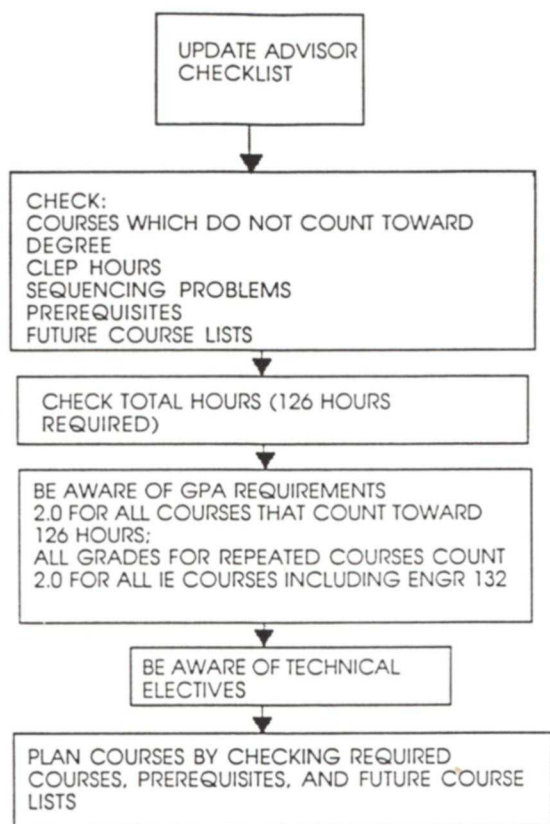 UPDATE ADVISOR
CHECKLIST
CHECK:
COURSES WHICH DO NOT COUNT TOWARD
DEGREE
CLEP HOURS
SEQUENCING PROBLEMS
PREREQUISITES
FUTURE COURSE LISTS
CHECK TOTAL HOURS (126 HOURS
REQUIRED)
BE AWARE OF GPA REQUIREMENTS
2.0 FOR ALL COURSES THAT COUNT TOWARD
126 HOURS;
ALL GRADES FOR REPEATED COURSES COUNT
2.0 FOR ALL IE COURSES INCLUDING ENGR 132
BE AWARE OF TECHNICAL
ELECTIVES
PLAN COURSES BY CHECKING REQUIRED
COURSES, PREREQUISITES, AND FUTURE COURSE
LISTS